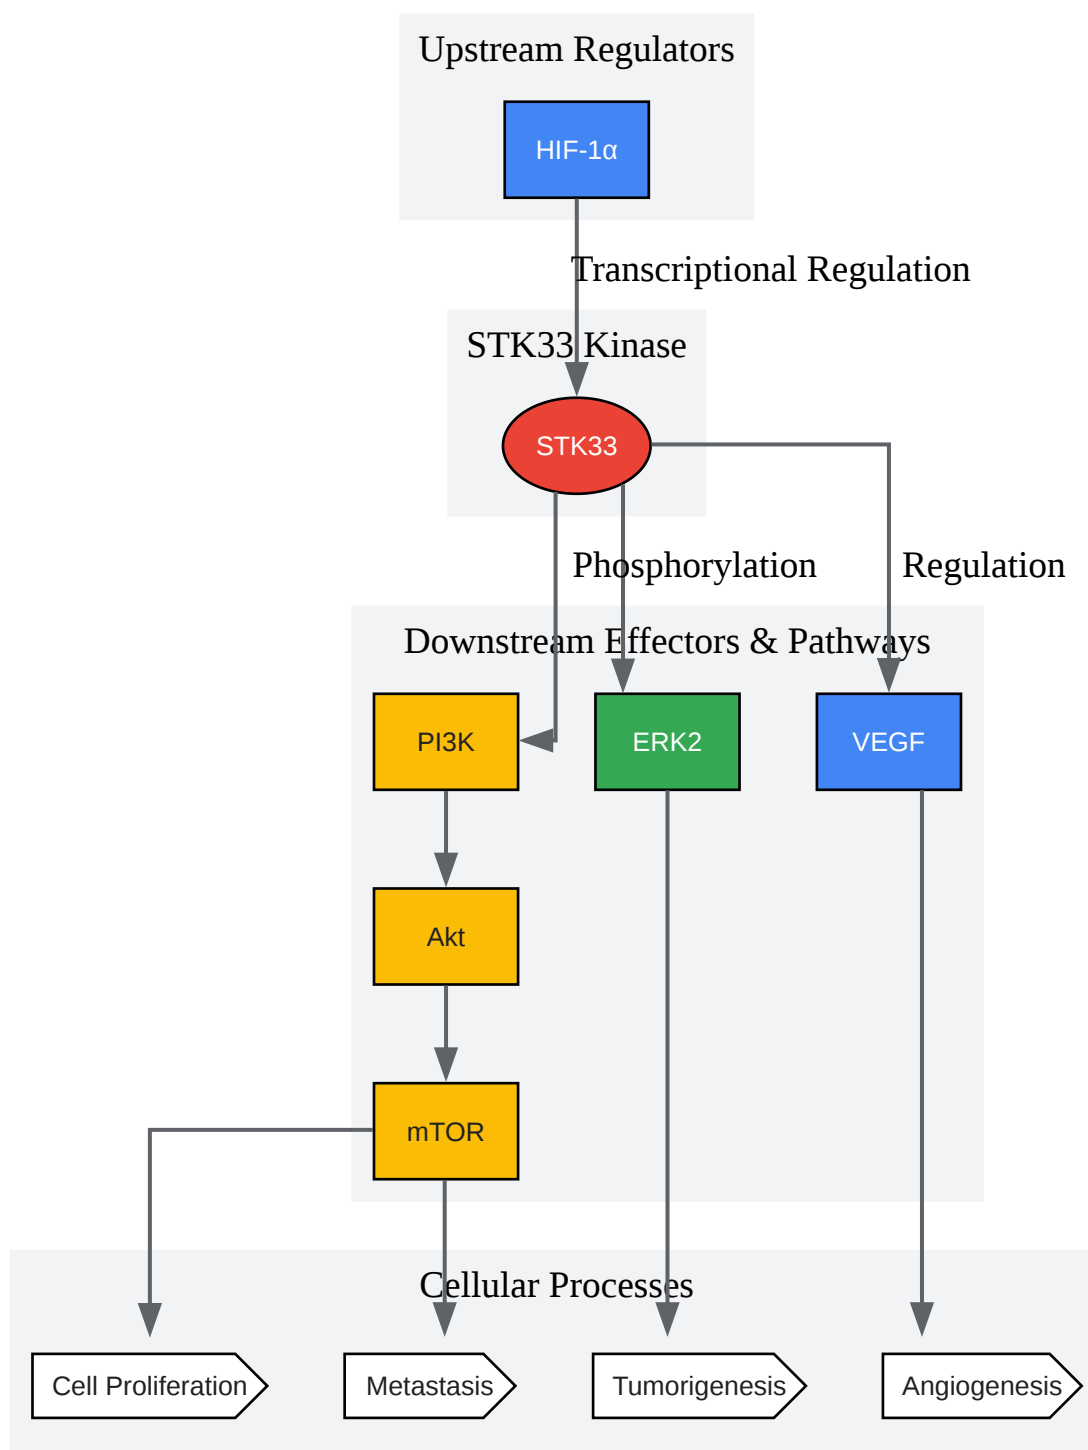 Upstream Regulators
HIF-1α
Transcriptional Regulation
STK33 Kinase
STK33
Phosphorylation
Regulation
Downstream Effectors & Pathways
PI3K
ERK2
VEGF
Akt
mTOR
Cellular Processes
Cell Proliferation
Metastasis
Tumorigenesis
Angiogenesis